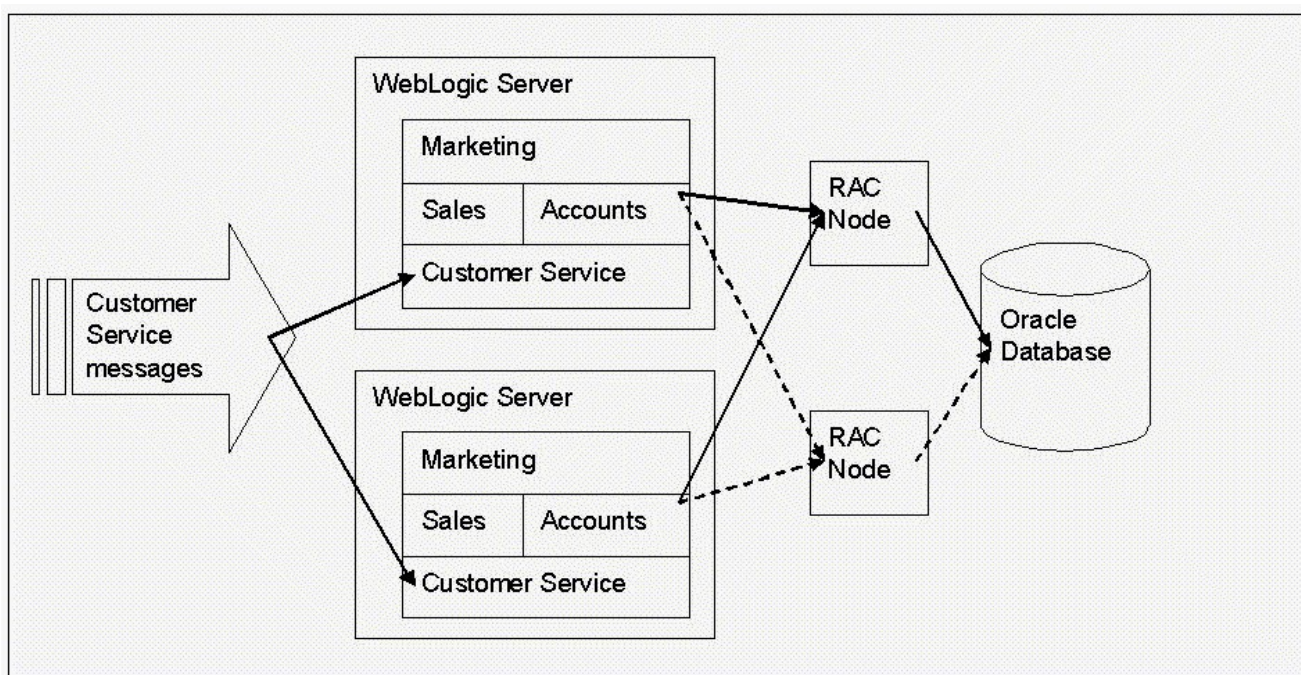 WebLogic Server
Marketing
Sales
Accounts
Customer Service
Customer
Service
messages
WebLogic Server
Marketing
Sales
Accounts
Customer Service
RAC
Node
RAC
Node
Oracle
Database